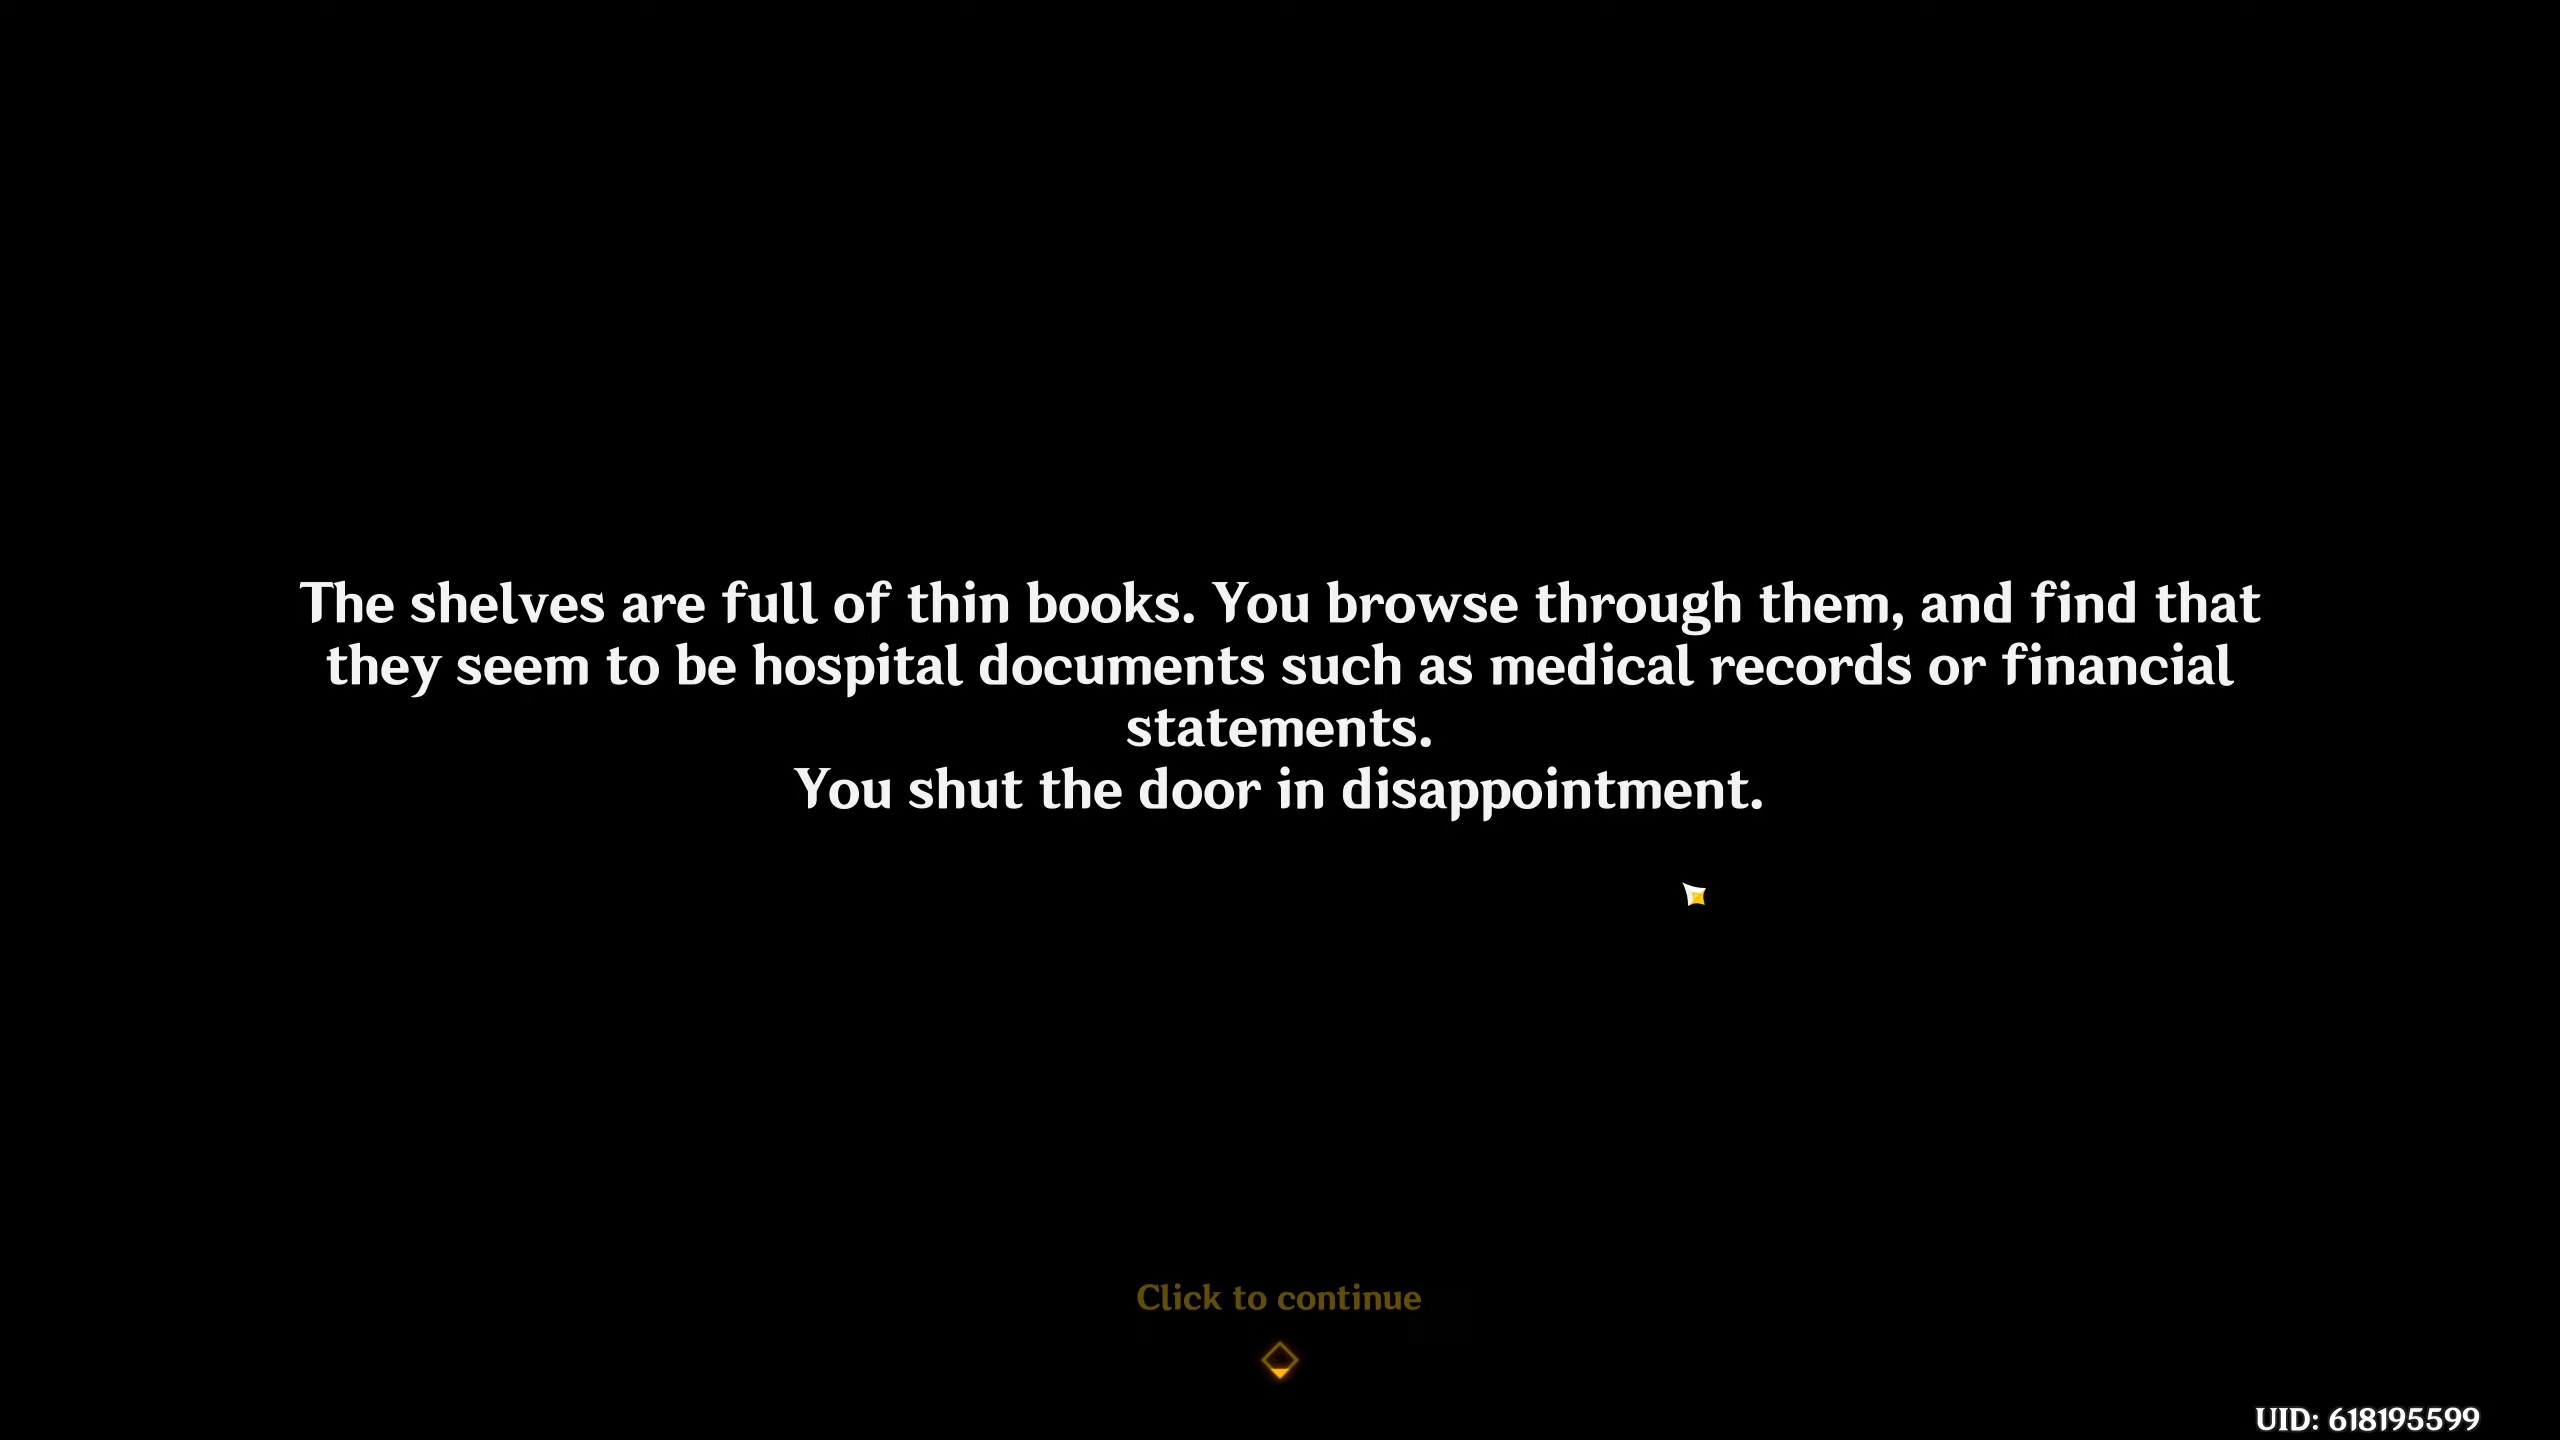 The shelves are full of thin books. You browse through them, and find that
they seem to be hospital documents such as medical records or financial
statements.
You shut the door in disappointment.
Click to continue
UID: 618195599